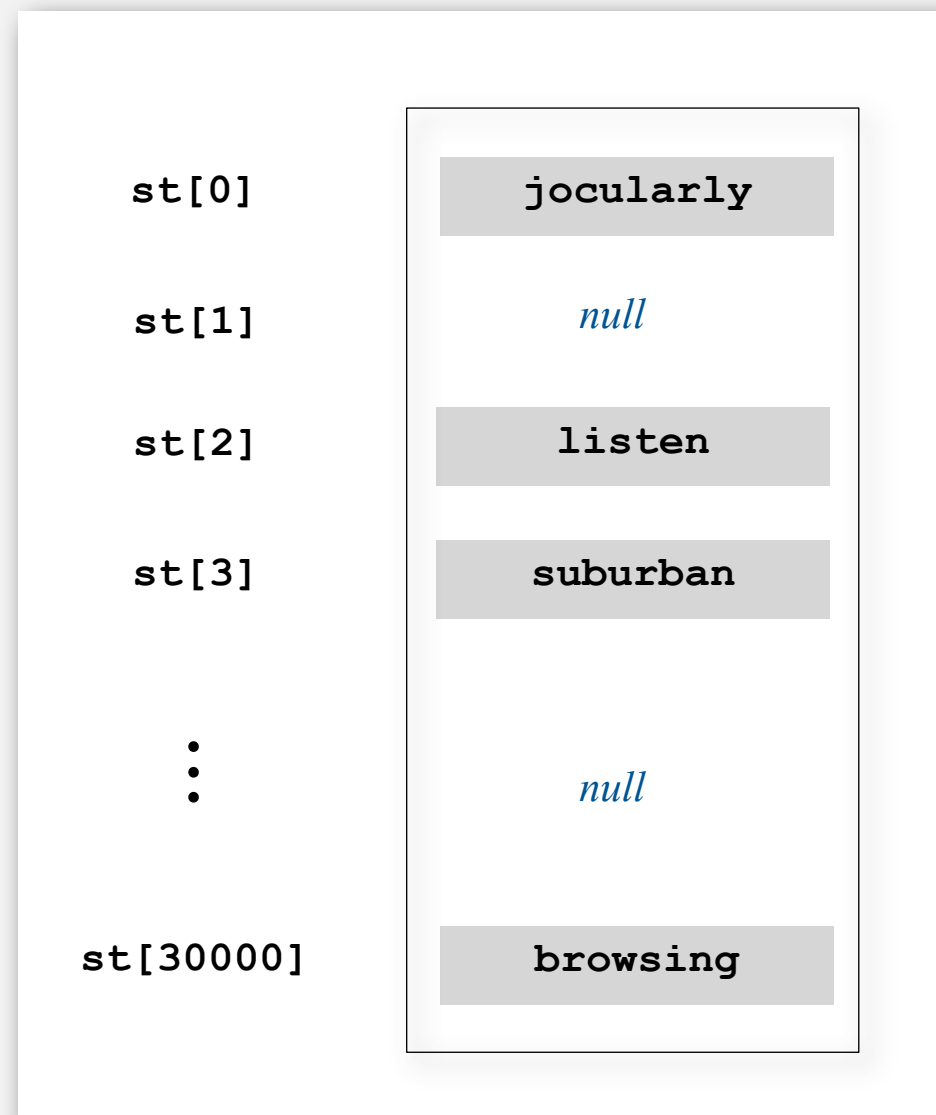 st[0] jocularly
st[1] null
st[2] listen
st[3] suburban
null
st[30000] browsing